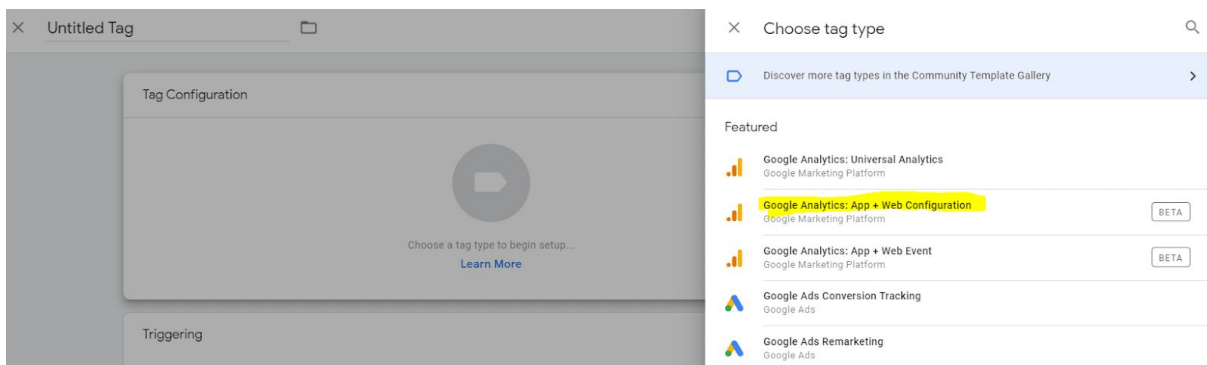 Untitled Tag
Tag Configuration
Choose a tag type to begin setup...
Learn More
Triggering
Choose tag type
Discover more tag types in the Community Template Gallery
Featured
Google Analytics: Universal Analytics
Google Marketing Platform
Google Analytics: App + Web Configuration
Google Marketing Platform
BETA
Google Analytics: App + Web Event
Google Marketing Platform
BETA
Google Ads Conversion Tracking
Google Ads
Google Ads Remarketing
Google Ads